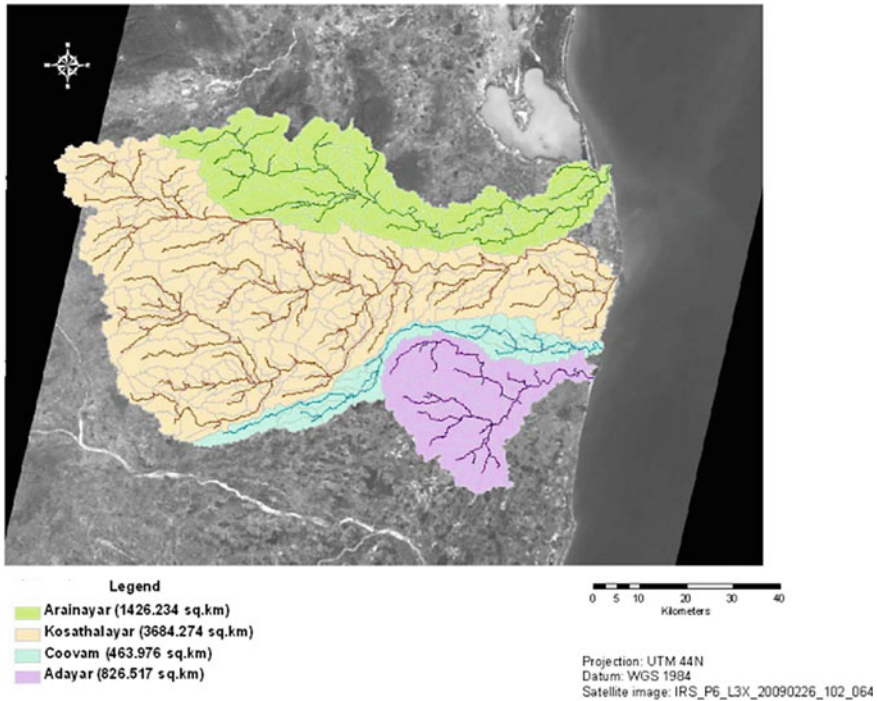 N
Legend
Arainayar (1426.234 sq.km)
Kosathalayar (3684.274 sq.km)
Coovam (463.976 sq.km)
Adayar (826.517 sq.km)
0 5 10 20 30 40
Kilometers
Projection: UTM 44N
Datum: WGS 1984
Satellite image: IRS_P6_L3X_20090226_102_064